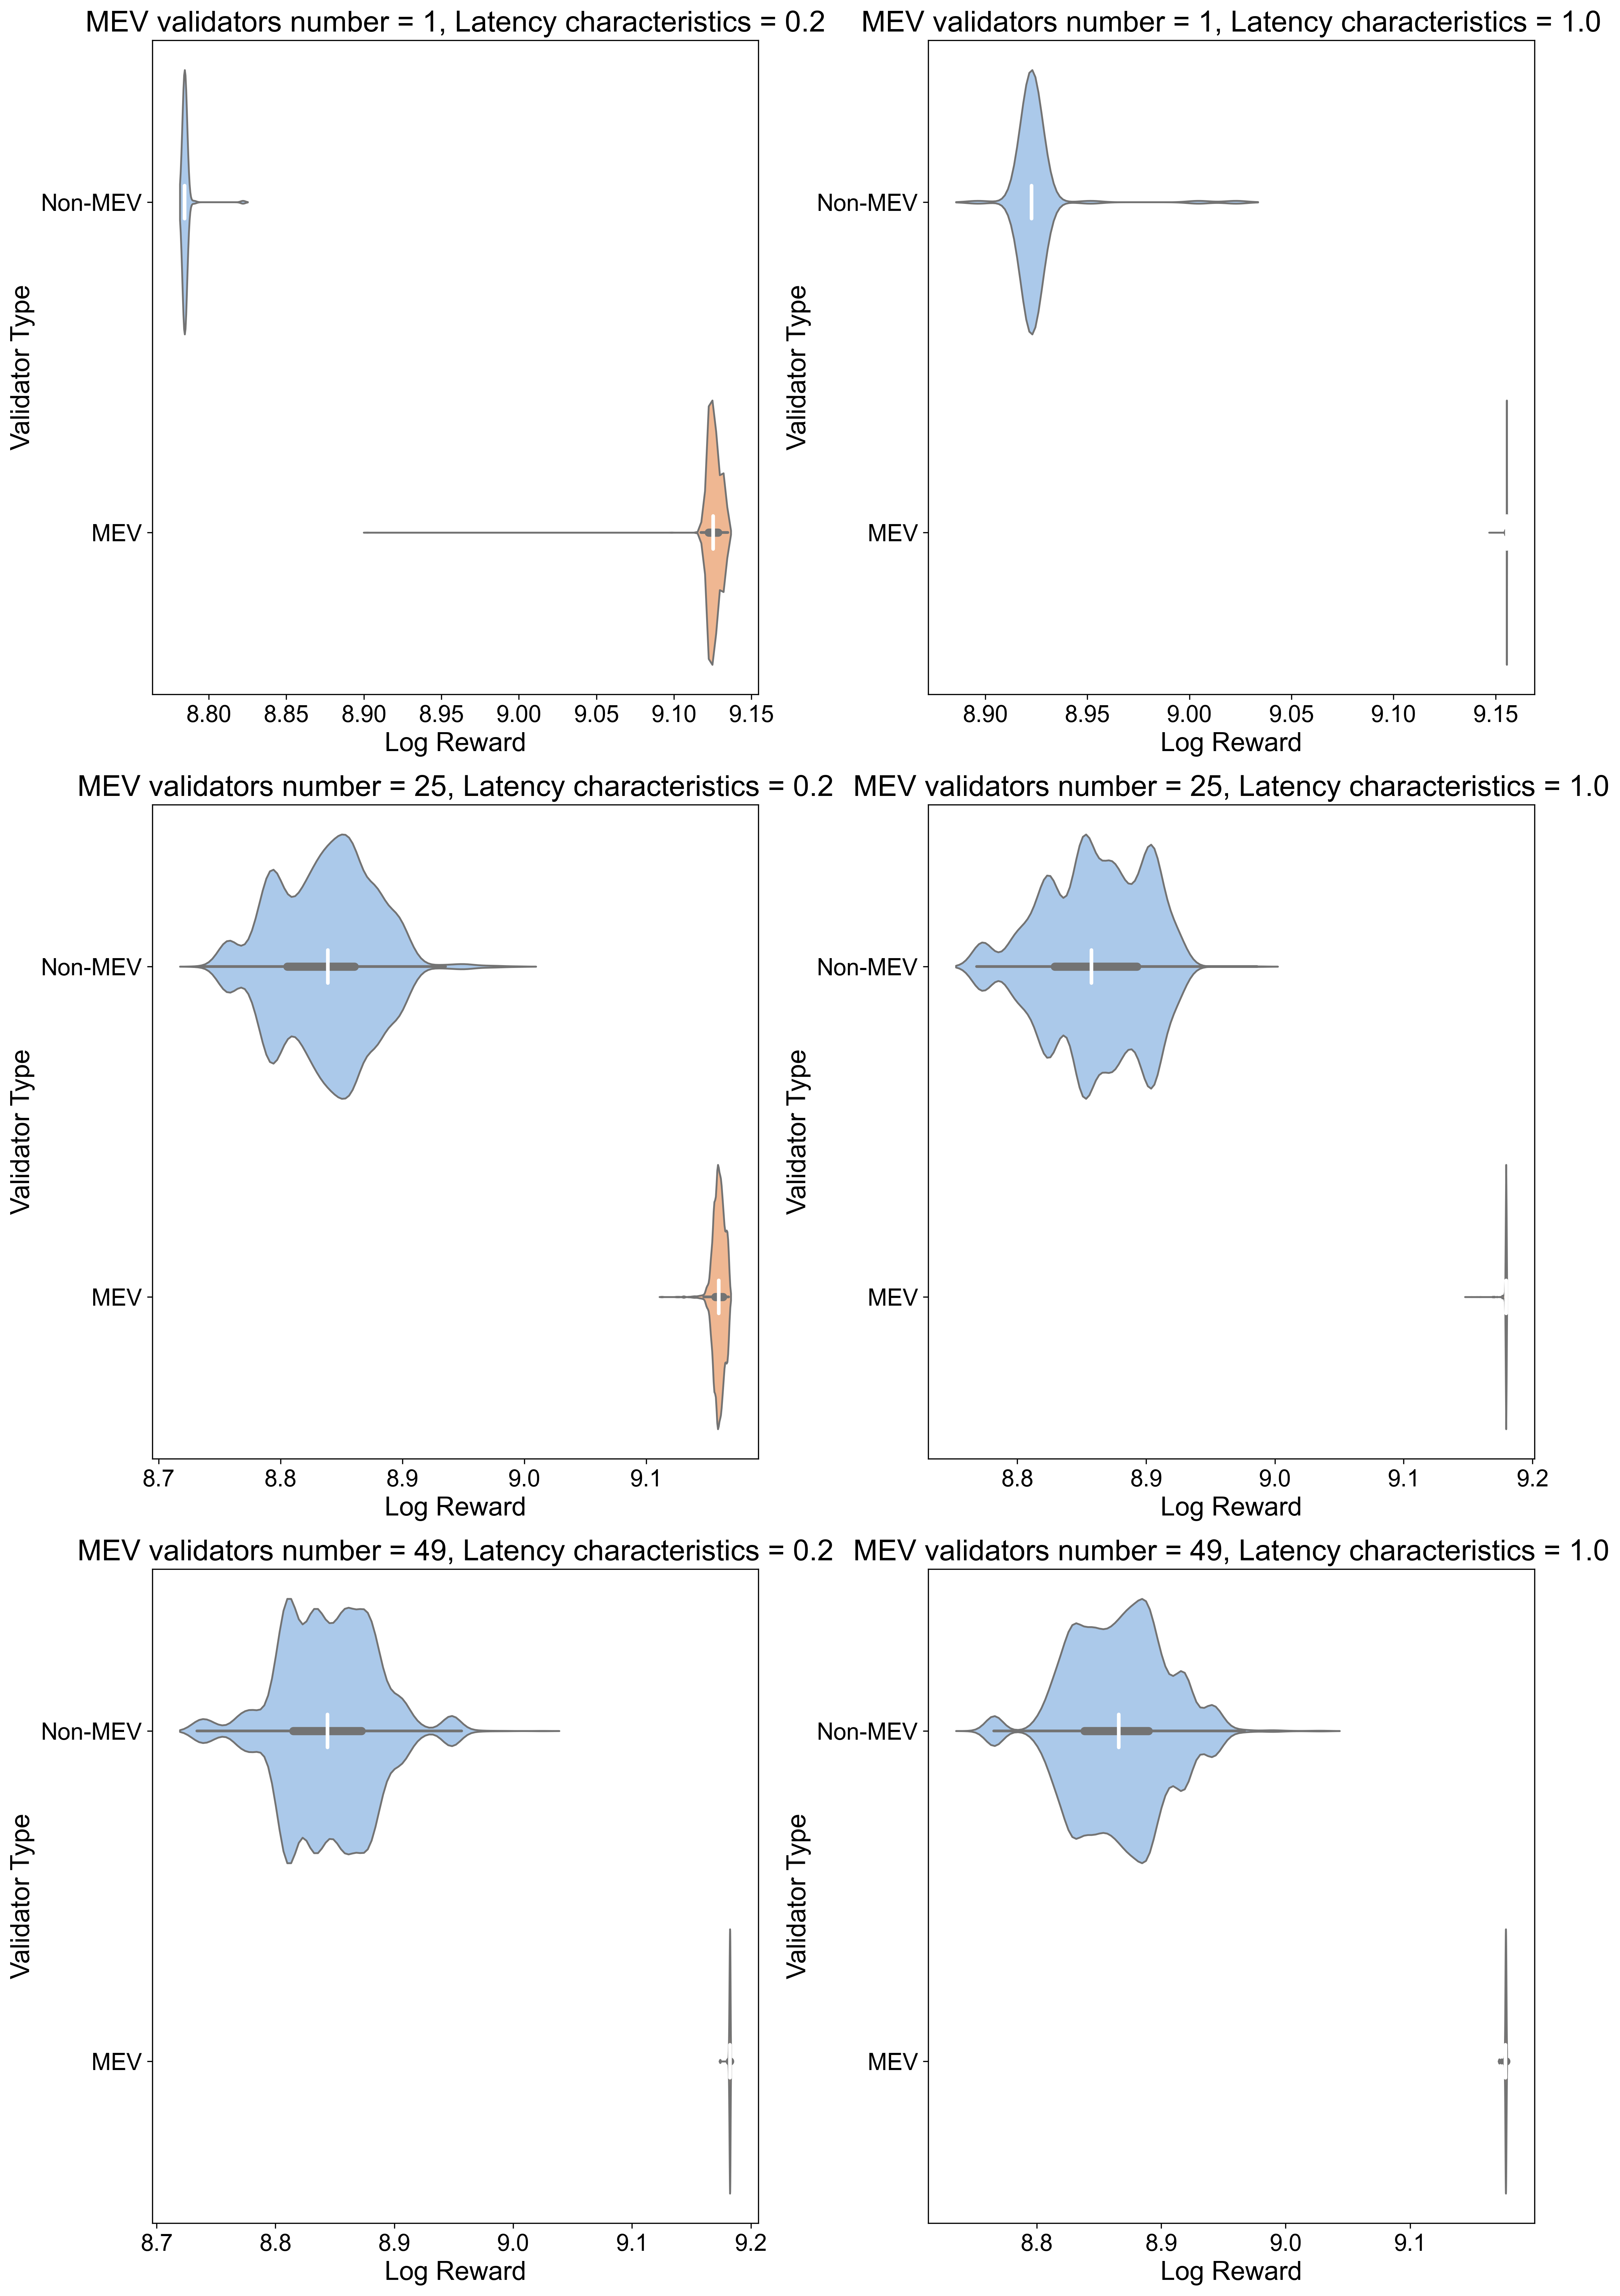 MEV validators number = 1, Latency characteristics = 0.2
Validator Type
Non-MEV
MEV
8.80 8.85 8.90 8.95 9.00 9.05 9.10 9.15
Log Reward
MEV validators number = 1, Latency characteristics = 1.0
Validator Type
Non-MEV
MEV
8.90 8.95 9.00 9.05 9.10 9.15
Log Reward
MEV validators number = 25, Latency characteristics = 0.2
Validator Type
Non-MEV
MEV
8.7 8.8 8.9 9.0 9.1
Log Reward
MEV validators number = 25, Latency characteristics = 1.0
Validator Type
Non-MEV
MEV
8.8 8.9 9.0 9.1 9.2
Log Reward
MEV validators number = 49, Latency characteristics = 0.2
Validator Type
Non-MEV
MEV
8.7 8.8 8.9 9.0 9.1 9.2
Log Reward
MEV validators number = 49, Latency characteristics = 1.0
Validator Type
Non-MEV
MEV
8.8 8.9 9.0 9.1
Log Reward